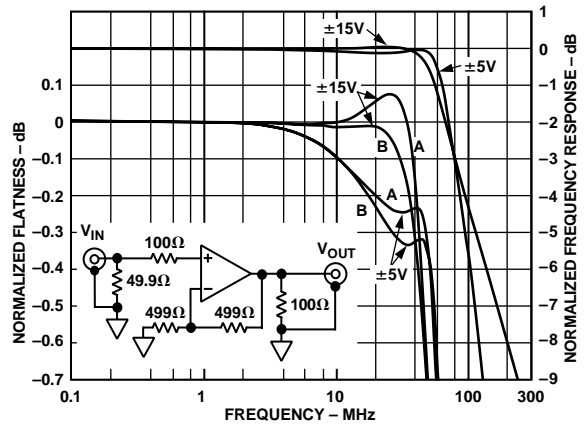 NORMALIZED FLATNESS – dB
0.1
0
–0.1
–0.2
–0.3
–0.4
–0.5
–0.6
–0.7
1
0
–1
–2
–3
–4
–5
–6
–7
–8
–9
NORMALIZED FREQUENCY RESPONSE – dB
±15V
±5V
±15V
B
A
A
B
±5V
VIN
100Ω
49.9Ω
499Ω
499Ω
VOUT
100Ω
0.1
1
10
100
300
FREQUENCY – MHz